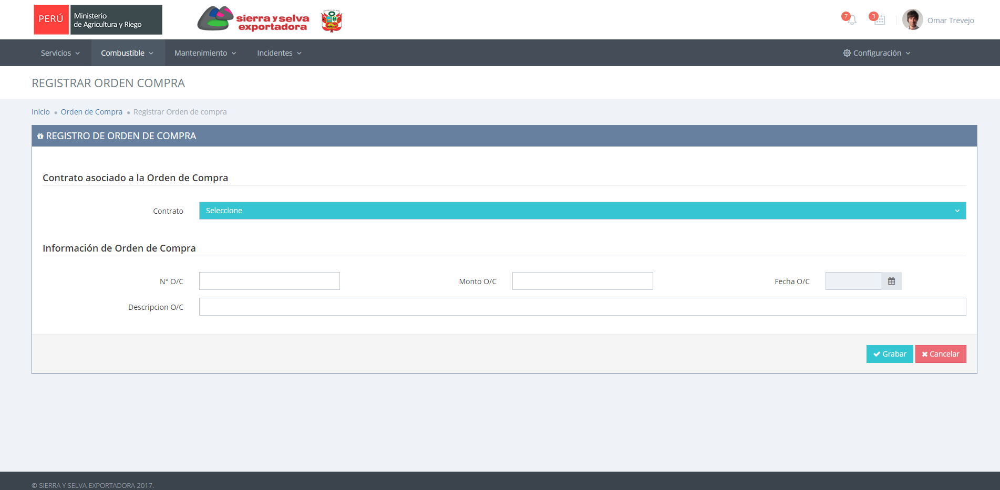 PERÚ
Ministerio
de Agricultura y Riego
sierra y selva
exportadora
7
3
Omar Trevejo
Servicios
Combustible
Mantenimiento
Incidentes
Configuración
REGISTRAR ORDEN COMPRA
Inicio • Orden de Compra • Registrar Orden de compra
REGISTRO DE ORDEN DE COMPRA
Contrato asociado a la Orden de Compra
Contrato
Seleccione
Información de Orden de Compra
N° O/C
Monto O/C
Fecha O/C
Descripcion O/C
Grabar
Cancelar
© SIERRA Y SELVA EXPORTADORA 2017.